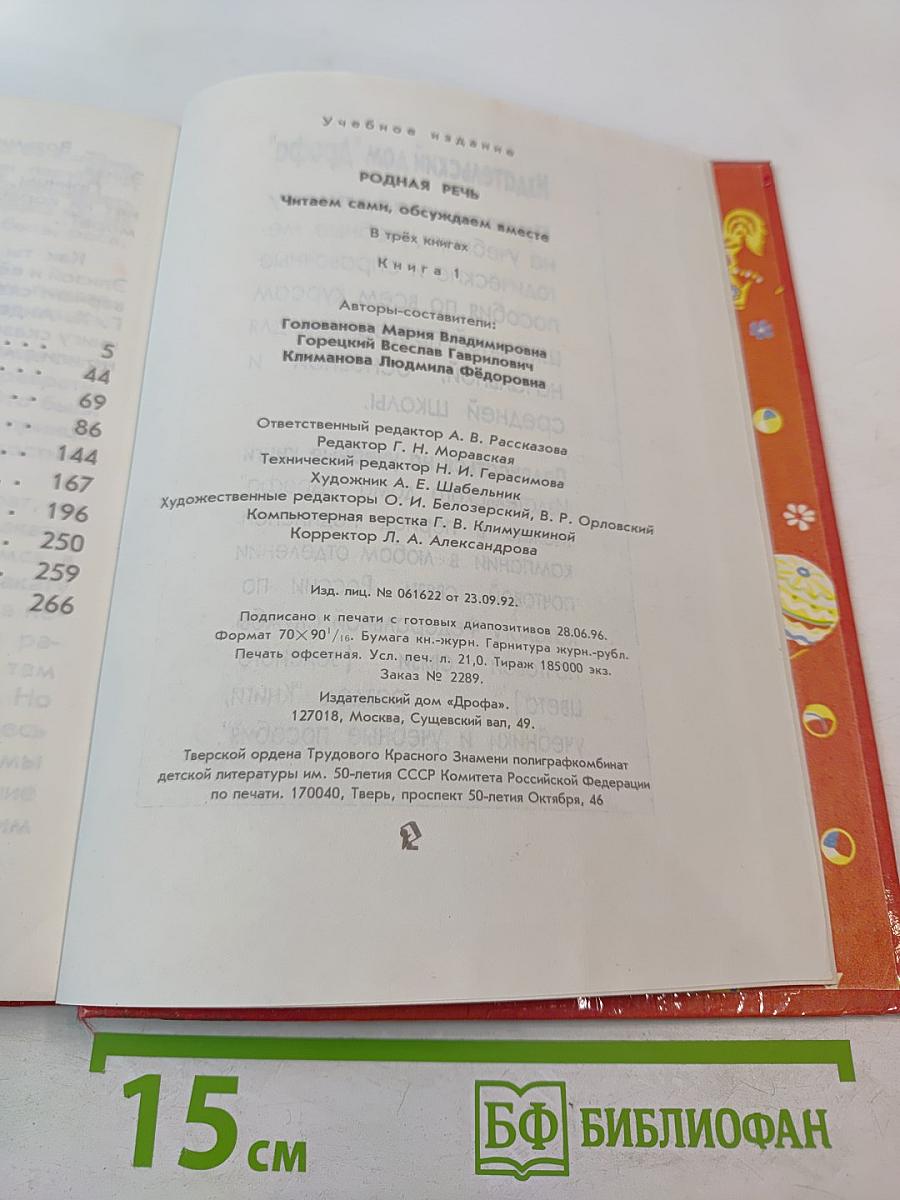 5
44
69
86
144
167
196
250
259
266
Учебное издание
РОДНАЯ РЕЧЬ
Читаем сами, обсуждаем вместе
В трёх книгах
Книга 1
Авторы-составители:
Голованова Мария Владимировна
Горецкий Всеслав Гаврилович
Климанова Людмила Фёдоровна
Ответственный редактор А. В. Рассказова
Редактор Г. Н. Моравская
Технический редактор Н. И. Герасимова
Художник А. Е. Шабельник
Художественные редакторы О. И. Белозерский, В. Р. Орловский
Компьютерная верстка Г. В. Климушкиной
Корректор Л. А. Александрова
Изд. лиц. № 061622 от 23.09.92.
Подписано к печати с готовых диапозитивов 28.06.96.
Формат 70×90¹/₁₆. Бумага кн.-журн. Гарнитура журн.-рубл.
Печать офсетная. Усл. печ. л. 21,0. Тираж 185000 экз.
Заказ № 2289.
Издательский дом «Дрофа».
127018, Москва, Сущевский вал, 49.
Тверской ордена Трудового Красного Знамени полиграфкомбинат
детской литературы им. 50-летия СССР Комитета Российской Федерации
по печати. 170040, Тверь, проспект 50-летия Октября, 46
15 см
БФ БИБЛИОФАН